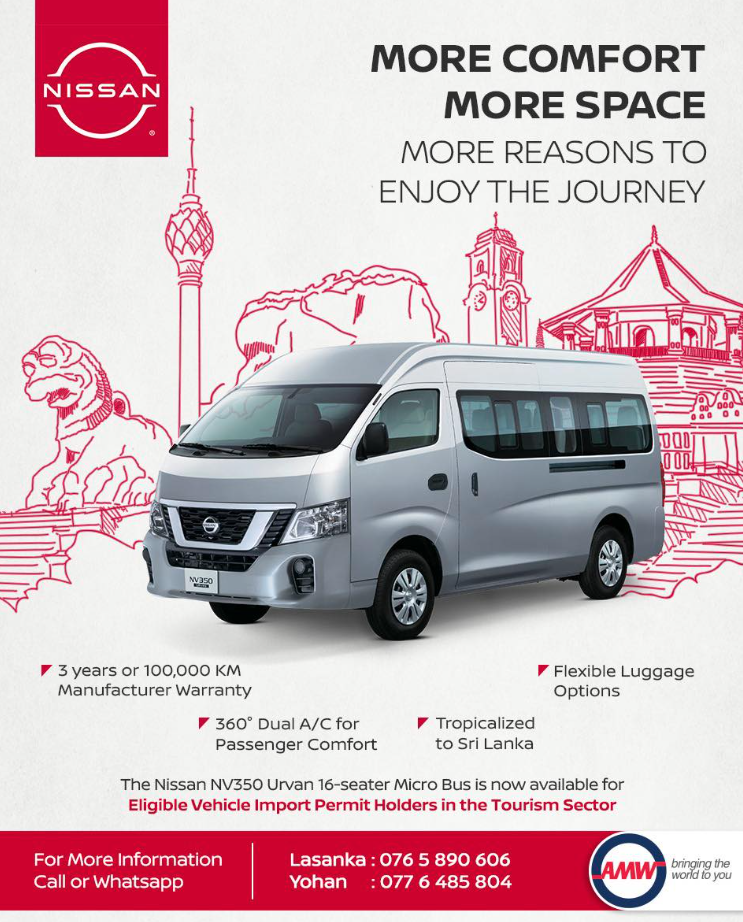 NISSAN
®
MORE COMFORT
MORE SPACE
MORE REASONS TO
ENJOY THE JOURNEY
NV350
URVAN
3 years or 100,000 KM
Manufacturer Warranty
Flexible Luggage
Options
360° Dual A/C for
Passenger Comfort
Tropicalized
to Sri Lanka
The Nissan NV350 Urvan 16-seater Micro Bus is now available for
Eligible Vehicle Import Permit Holders in the Tourism Sector
For More Information
Call or Whatsapp
Lasanka : 076 5 890 606
Yohan : 077 6 485 804
AMW
bringing the
world to you